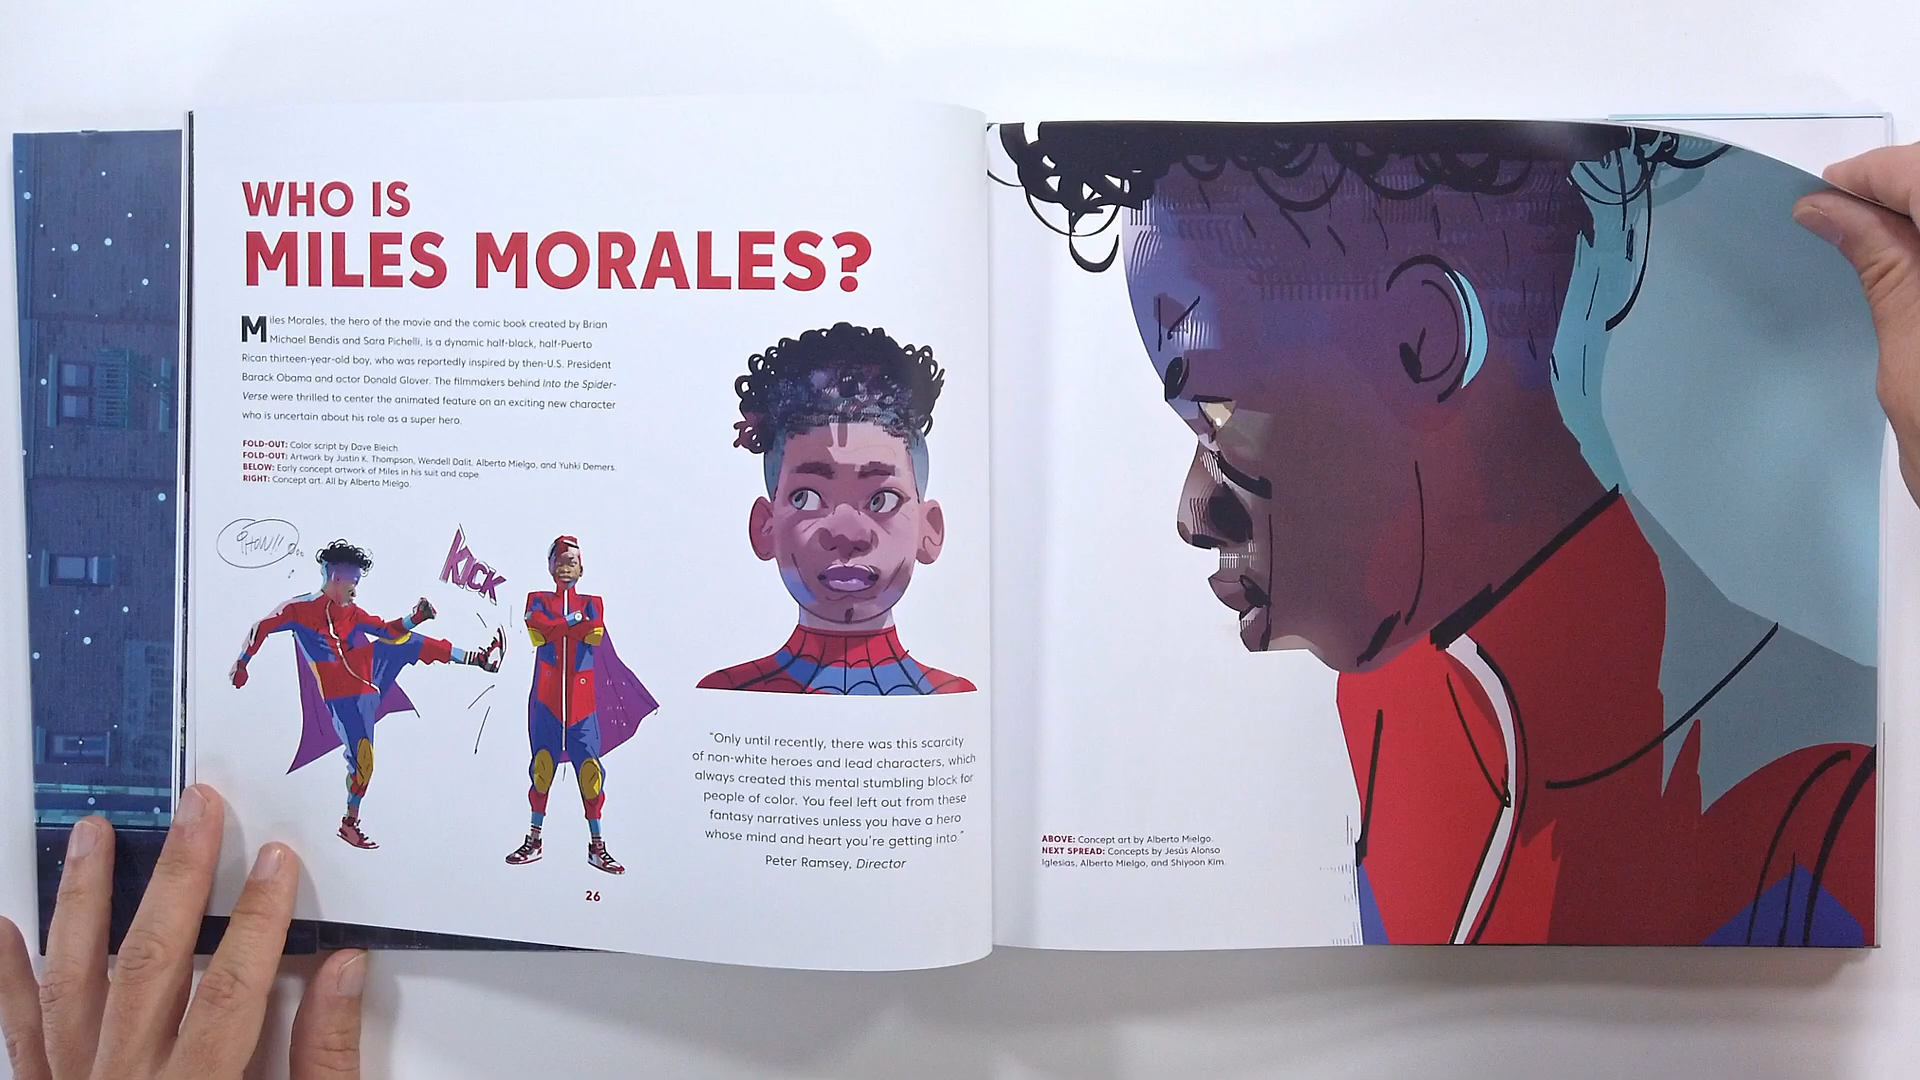 WHO IS
MILES MORALES?
Miles Morales, the hero of the movie and the comic book created by Brian
Michael Bendis and Sara Pichelli, is a dynamic half-black, half-Puerto
Rican thirteen-year-old boy, who was reportedly inspired by then-U.S. President
Barack Obama and actor Donald Glover. The filmmakers behind Into the Spider-
Verse were thrilled to center the animated feature on an exciting new character
who is uncertain about his role as a super hero.
FOLD-OUT: Color script by Dave Bleich
FOLD-OUT: Artwork by Justin K. Thompson, Wendell Dalit, Alberto Mielgo, and Yuhki Demers.
BELOW: Early concept artwork of Miles in his suit and cape
RIGHT: Concept art. All by Alberto Mielgo.
KICK
"Only until recently, there was this scarcity
of non-white heroes and lead characters, which
always created this mental stumbling block for
people of color. You feel left out from these
fantasy narratives unless you have a hero
whose mind and heart you're getting into."
Peter Ramsey, Director
26
ABOVE: Concept art by Alberto Mielgo.
NEXT SPREAD: Concepts by Jesús Alonso
Iglesias, Alberto Mielgo, and Shiyoon Kim.